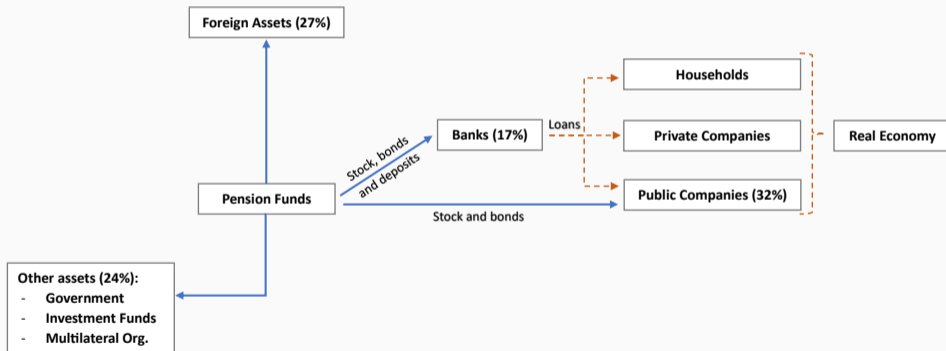 Foreign Assets (27%)
Households
Banks (17%)
Loans
Private Companies
Real Economy
Stock, bonds
and deposits
Pension Funds
Public Companies (32%)
Stock and bonds
Other assets (24%):
- Government
- Investment Funds
- Multilateral Org.